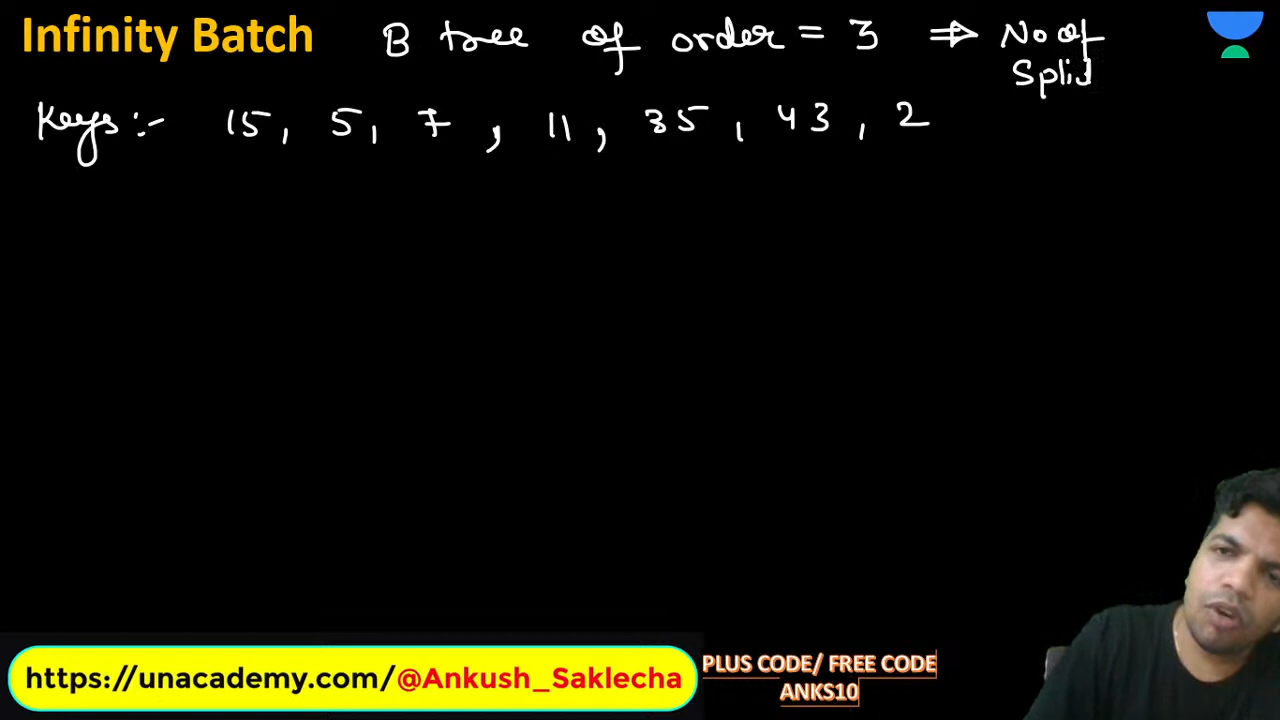 Infinity Batch B tree of order = 3 ⇒ No of
Split
Keys :- 15, 5, 7, 11, 35, 43, 2
https://unacademy.com/@Ankush_Saklecha
PLUS CODE/ FREE CODE
ANKS10